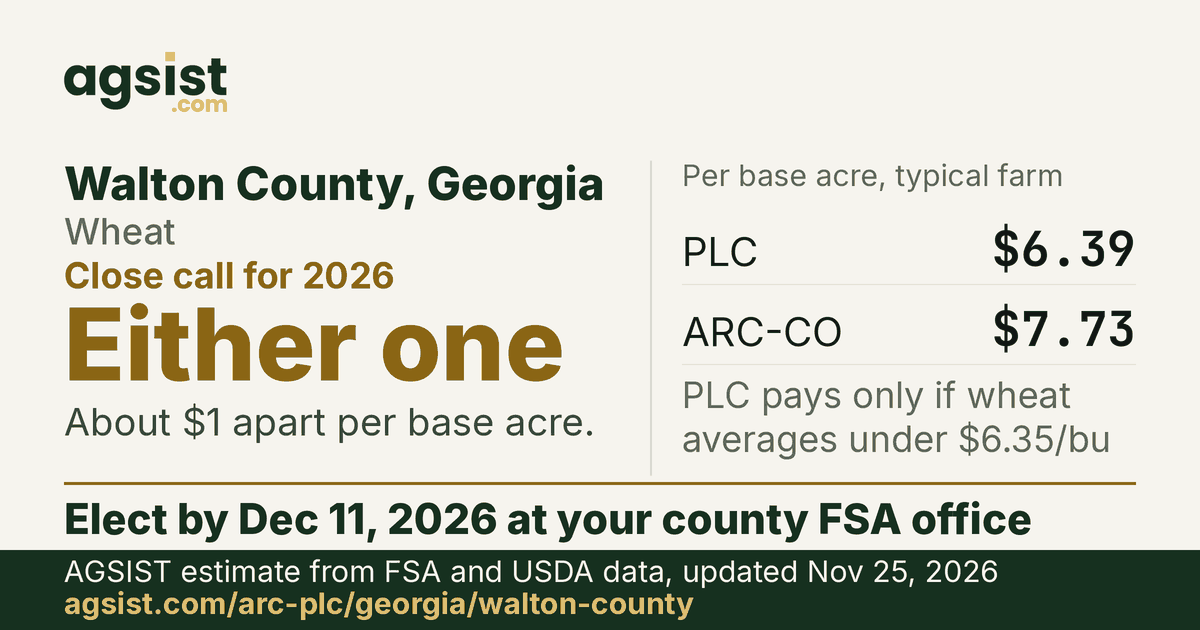 agsist
.com
Walton County, Georgia
Wheat
Close call for 2026
Either one
About $1 apart per base acre.
Per base acre, typical farm
PLC $6.39
ARC-CO $7.73
PLC pays only if wheat
averages under $6.35/bu
Elect by Dec 11, 2026 at your county FSA office
AGSIST estimate from FSA and USDA data, updated Nov 25, 2026
agsist.com/arc-plc/georgia/walton-county